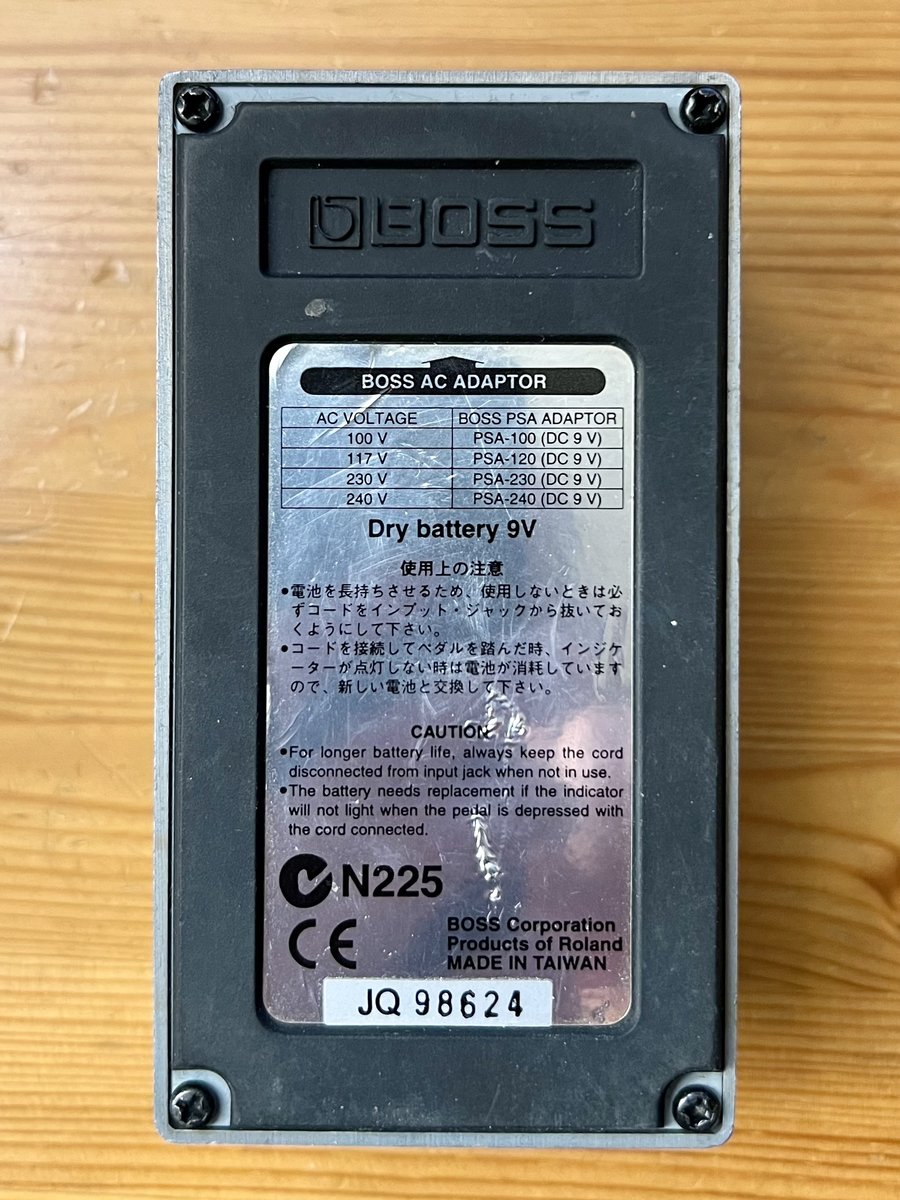 BOSS
BOSS AC ADAPTOR
AC VOLTAGE BOSS PSA ADAPTOR
100 V PSA-100 (DC 9 V)
117 V PSA-120 (DC 9 V)
230 V PSA-230 (DC 9 V)
240 V PSA-240 (DC 9 V)
Dry battery 9V
使用上の注意
●電池を長持ちさせるため、使用しないときは必
ずコードをインプット・ジャックから抜いてお
くようにして下さい。
●コードを接続してペダルを踏んだ時、インジケ
ーターが点灯しない時は電池が消耗しています
ので、新しい電池と交換して下さい。
CAUTION
●For longer battery life, always keep the cord
disconnected from input jack when not in use.
●The battery needs replacement if the indicator
will not light when the pedal is depressed with
the cord connected.
N225
CE
BOSS Corporation
Products of Roland
MADE IN TAIWAN
JQ 98624